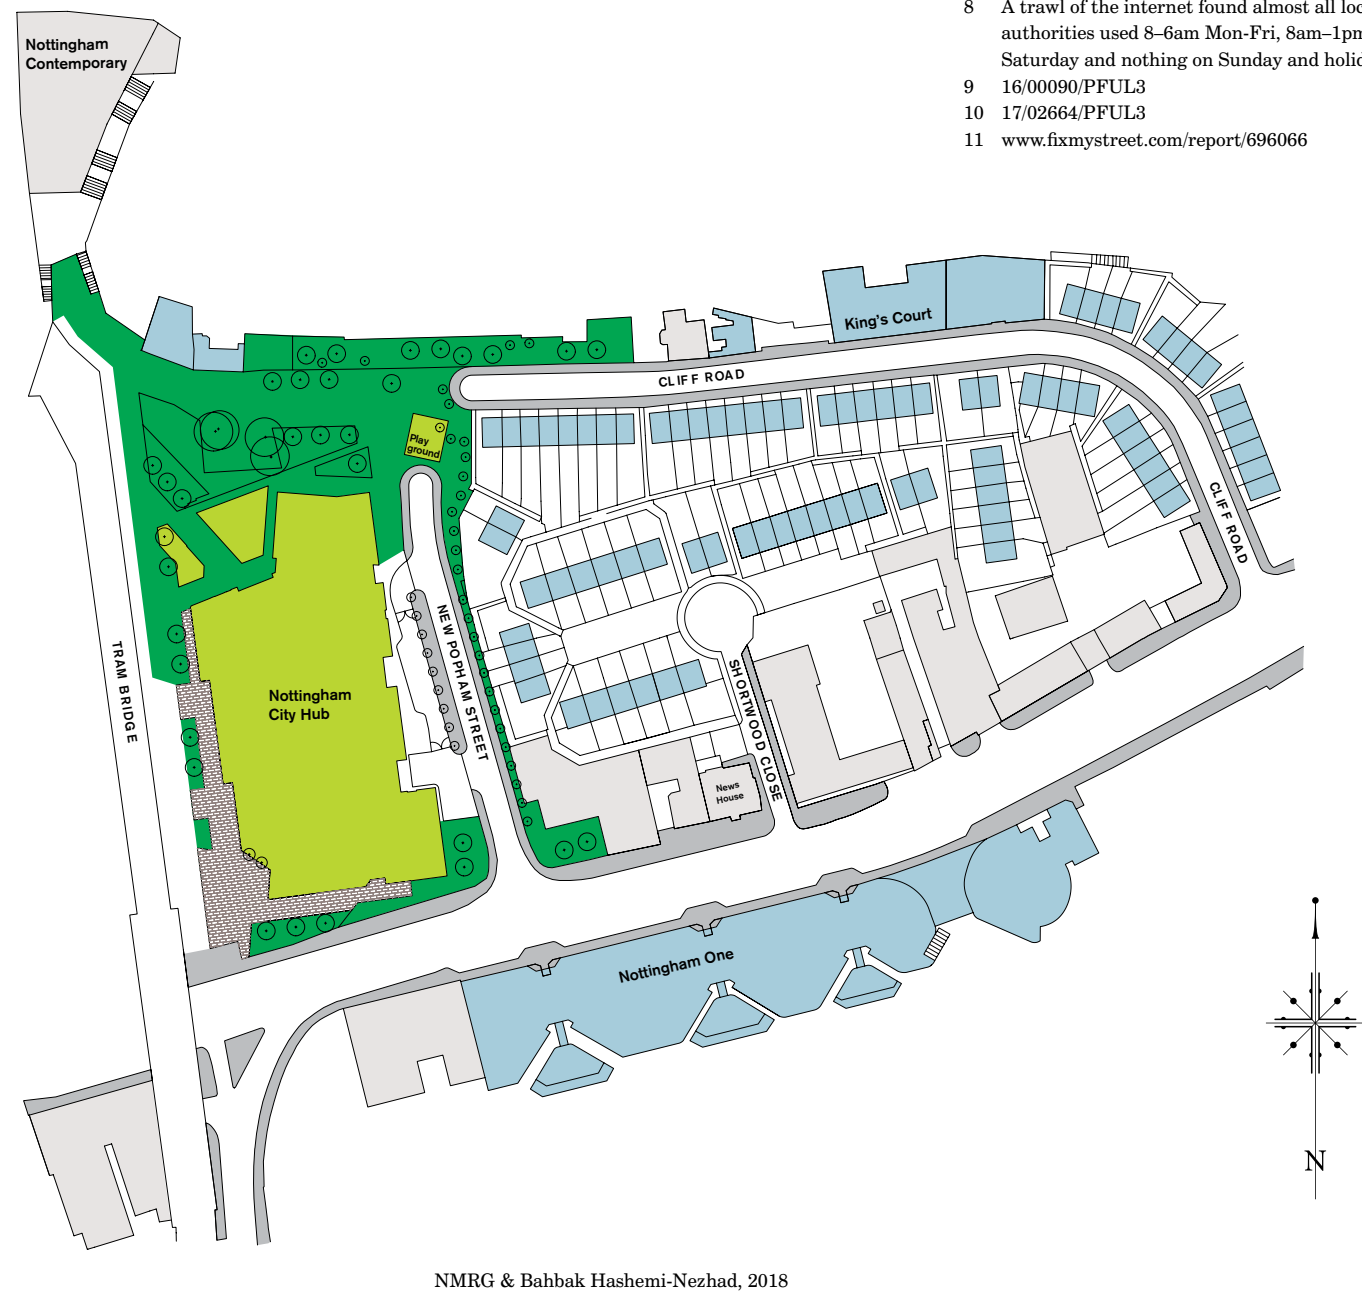 8 A trawl of the internet found almost all loc
authorities used 8–6am Mon-Fri, 8am–1pm
Saturday and nothing on Sunday and holid
9 16/00090/PFUL3
10 17/02664/PFUL3
11 www.fixmystreet.com/report/696066
Nottingham
Contemporary
King's Court
CLIFF ROAD
Play
ground
CLIFF ROAD
NEW POPHAM STREET
TRAM BRIDGE
Nottingham
City Hub
SHORTWOOD CLOSE
News
House
Nottingham One
N
NMRG & Bahbak Hashemi-Nezhad, 2018